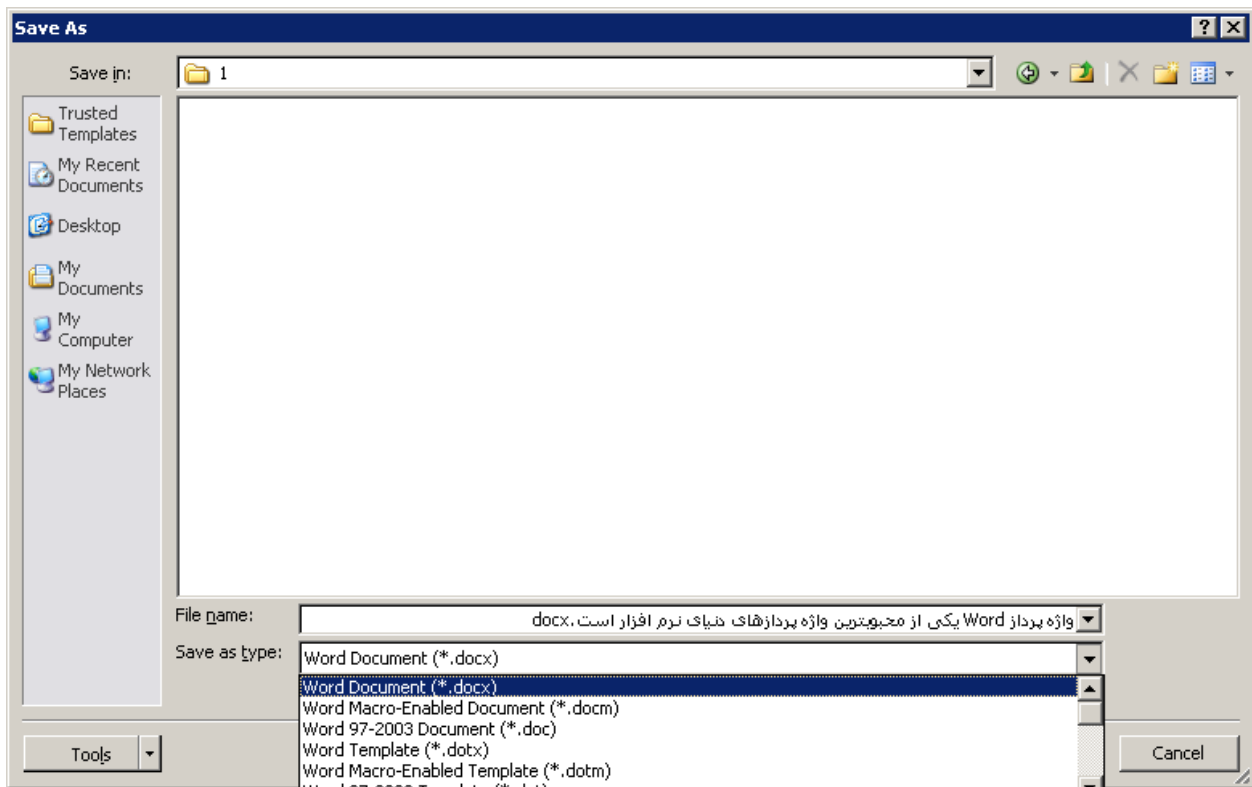 Save As
Save in:
1
Trusted
Templates
My Recent
Documents
Desktop
My
Documents
My
Computer
My Network
Places
File name:
واژه پرداز Word یکی از محبوبترین واژه پردازهای دنیای نرم افزار است.docx
Save as type:
Word Document (*.docx)
Word Document (*.docx)
Word Macro-Enabled Document (*.docm)
Word 97-2003 Document (*.doc)
Word Template (*.dotx)
Word Macro-Enabled Template (*.dotm)
Tools
Cancel